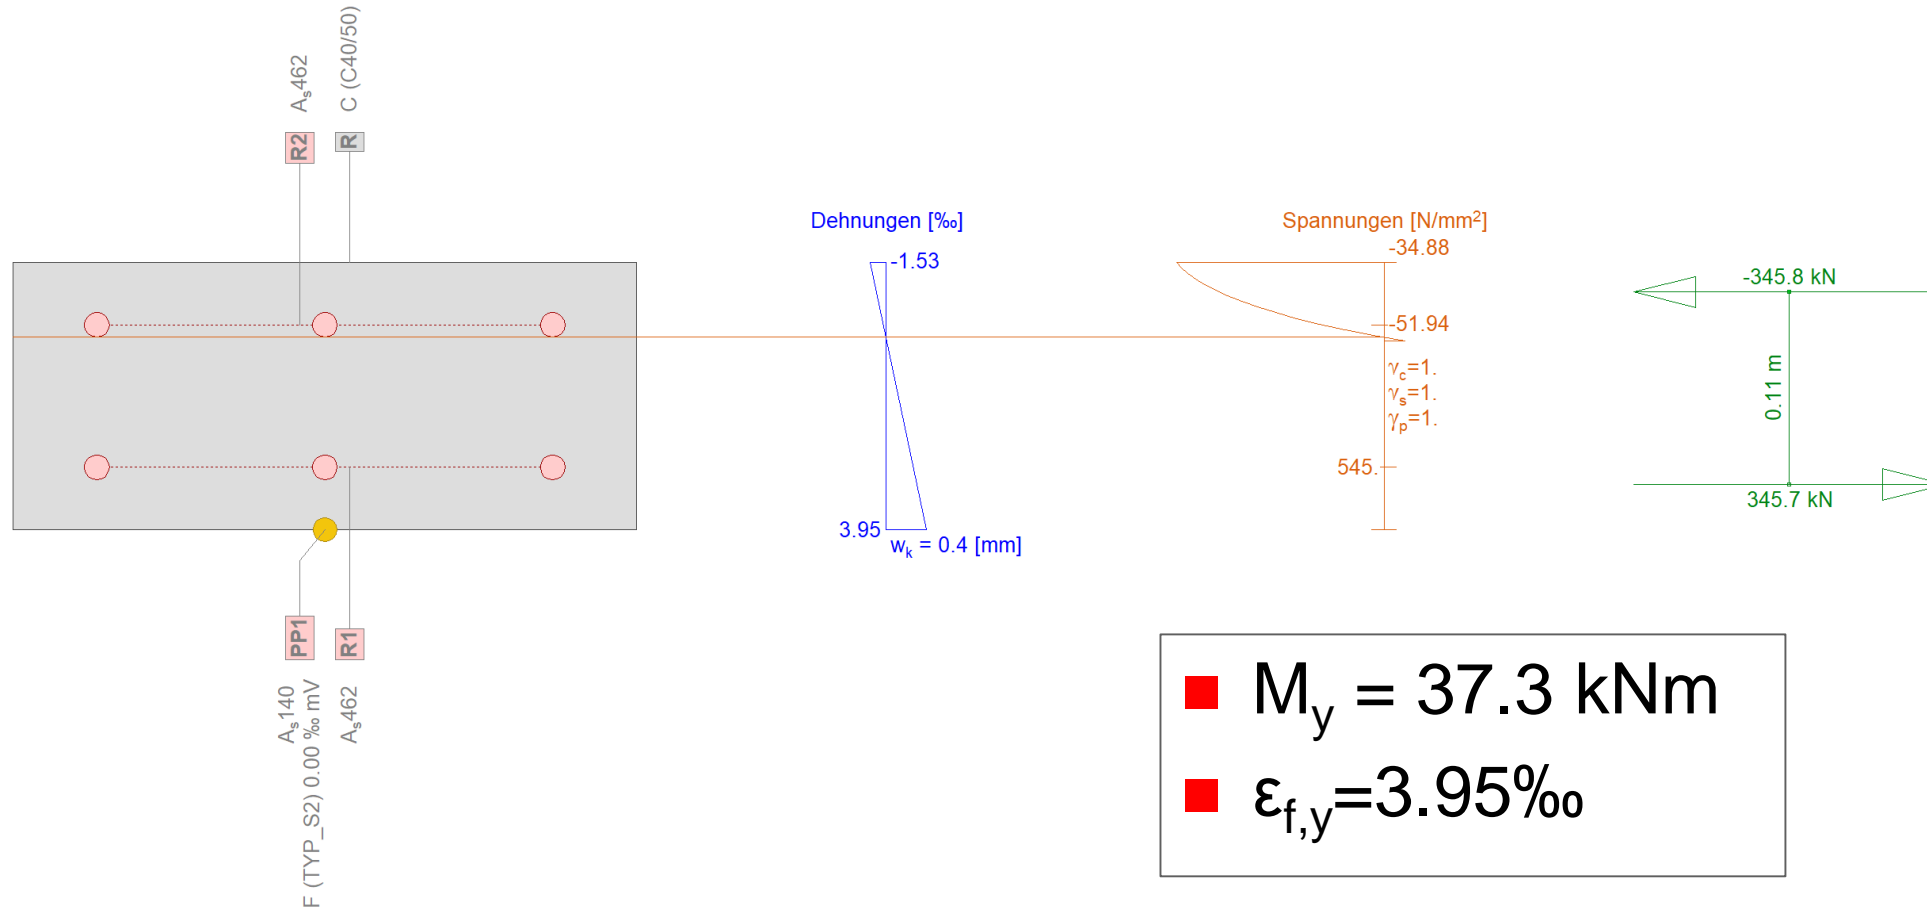 A_s462
C (C40/50)
R2
R
Dehnungen [‰]
-1.53
3.95
w_k = 0.4 [mm]
Spannungen [N/mm²]
-34.88
-51.94
γ_c=1.
γ_s=1.
γ_p=1.
545.
-345.8 kN
0.11 m
345.7 kN
PP1
R1
A_s140
F (TYP_S2) 0.00 ‰ mV
A_s462
M_y = 37.3 kNm
ε_f,y=3.95‰